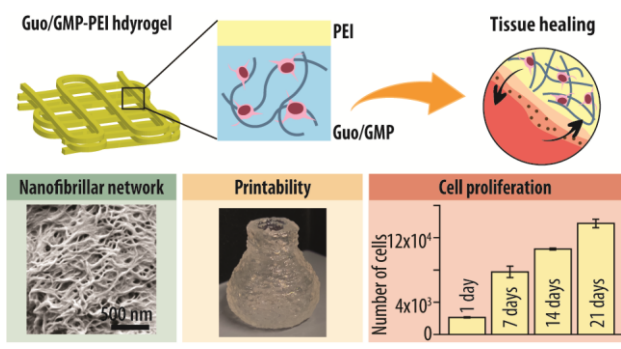 Guo/GMP-PEI hdyrogel
PEI
Guo/GMP
Tissue healing
Nanofibrillar network
500 nm
Printability
Cell proliferation
Number of cells
12x10⁴
4x10³
0
1 day
7 days
14 days
21 days